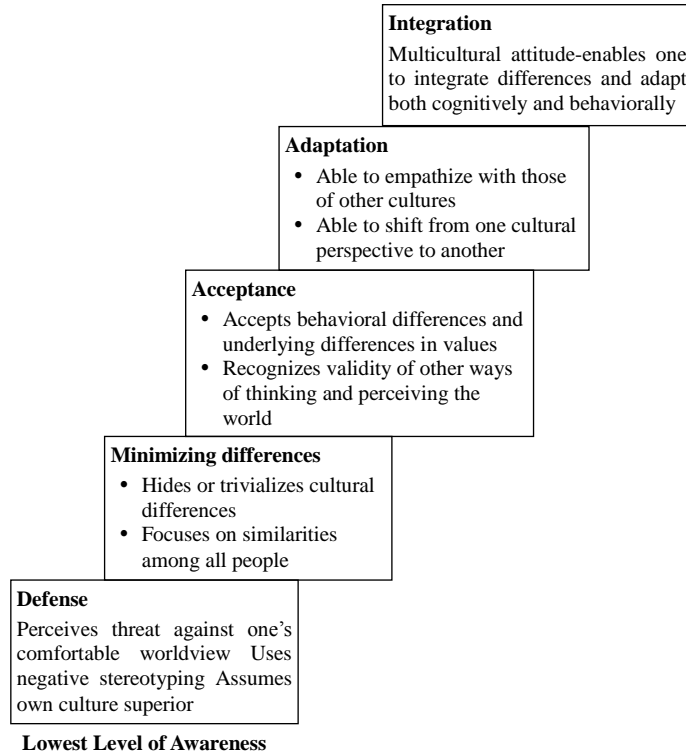 Integration
Multicultural attitude-enables one
to integrate differences and adapt
both cognitively and behaviorally
Adaptation
• Able to empathize with those
of other cultures
• Able to shift from one cultural
perspective to another
Acceptance
• Accepts behavioral differences and
underlying differences in values
• Recognizes validity of other ways
of thinking and perceiving the
world
Minimizing differences
• Hides or trivializes cultural
differences
• Focuses on similarities
among all people
Defense
Perceives threat against one’s
comfortable worldview Uses
negative stereotyping Assumes
own culture superior
Lowest Level of Awareness